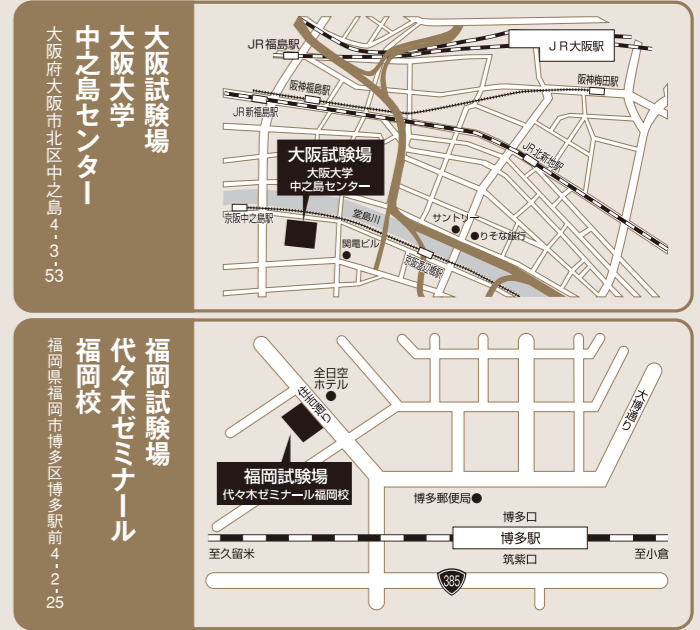 大阪試験場
大阪大学
中之島センター
大阪府大阪市北区中之島4-3-53
JR福島駅
JR大阪駅
阪神福島駅
阪神梅田駅
JR新福島駅
JR北新地駅
大阪試験場
大阪大学
中之島センター
京阪中之島駅
堂島川
サントリー
りそな銀行
関電ビル
京阪渡辺橋駅
福岡試験場
代々木ゼミナール
福岡校
福岡県福岡市博多区博多駅前4-2-25
全日空
ホテル
住吉通り
大博通り
福岡試験場
代々木ゼミナール福岡校
博多郵便局
博多口
博多駅
筑紫口
至久留米
至小倉
385